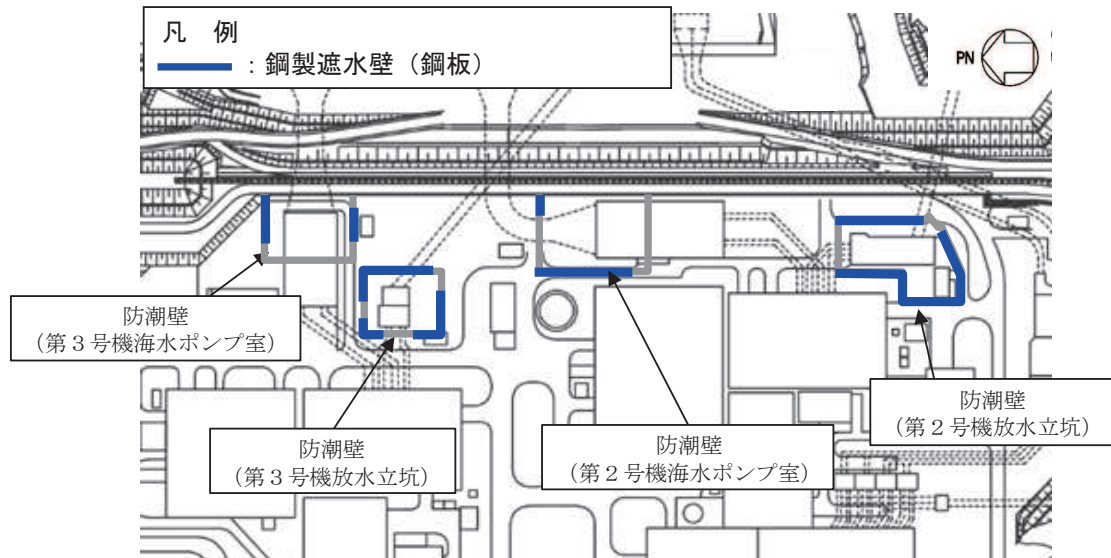 凡　例
：鋼製遮水壁（鋼板）
PN
防潮壁
（第３号機海水ポンプ室）
防潮壁
（第３号機放水立坑）
防潮壁
（第２号機海水ポンプ室）
防潮壁
（第２号機放水立坑）